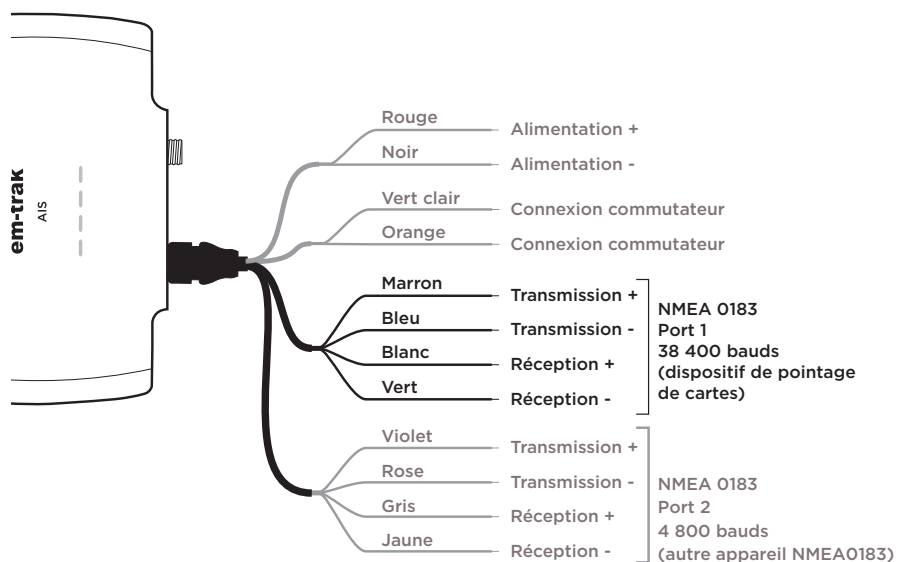 em-trak
AIS
Rouge
Alimentation +
Noir
Alimentation -
Vert clair
Connexion commutateur
Orange
Connexion commutateur
Marron
Transmission +
Bleu
Transmission -
Blanc
Réception +
Vert
Réception -
NMEA 0183
Port 1
38 400 bauds
(dispositif de pointage
de cartes)
Violet
Transmission +
Rose
Transmission -
Gris
Réception +
Jaune
Réception -
NMEA 0183
Port 2
4 800 bauds
(autre appareil NMEA0183)